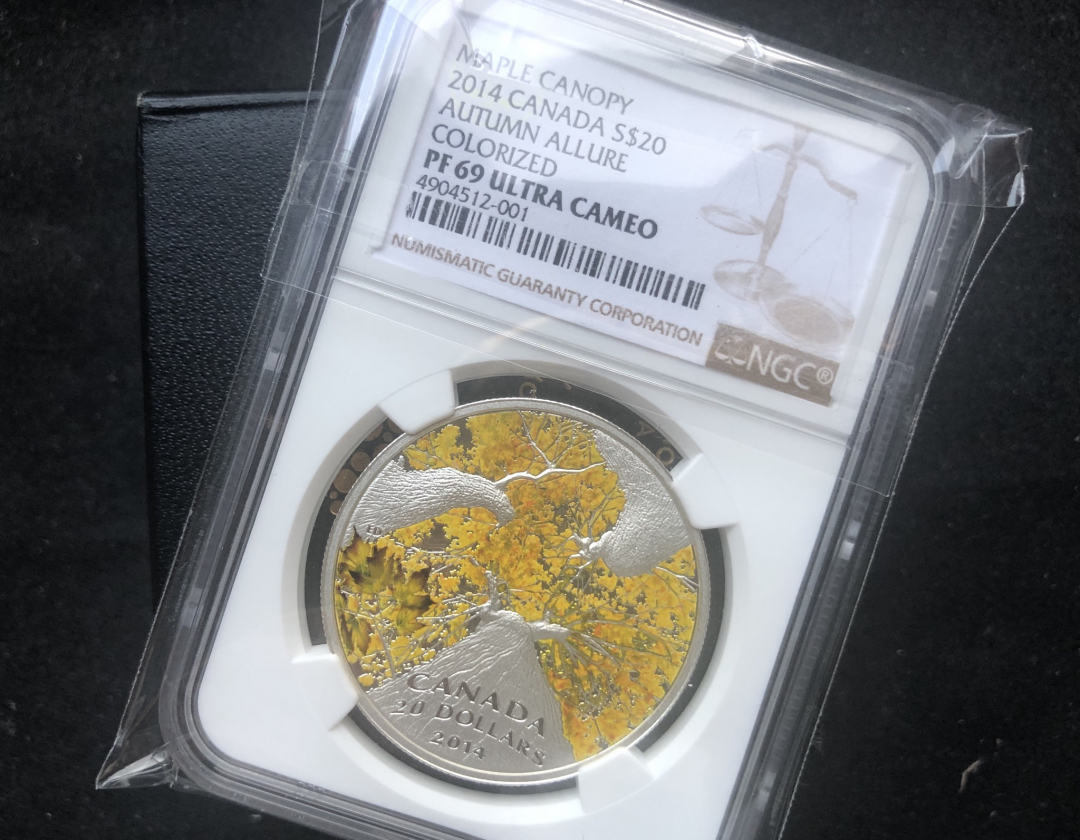 MAPLE CANOPY
2014 CANADA S$20
AUTUMN ALLURE
COLORIZED
PF 69 ULTRA CAMEO
4904512-001
NUMISMATIC GUARANTY CORPORATION
NGC®
CANADA
20 DOLLARS
2014